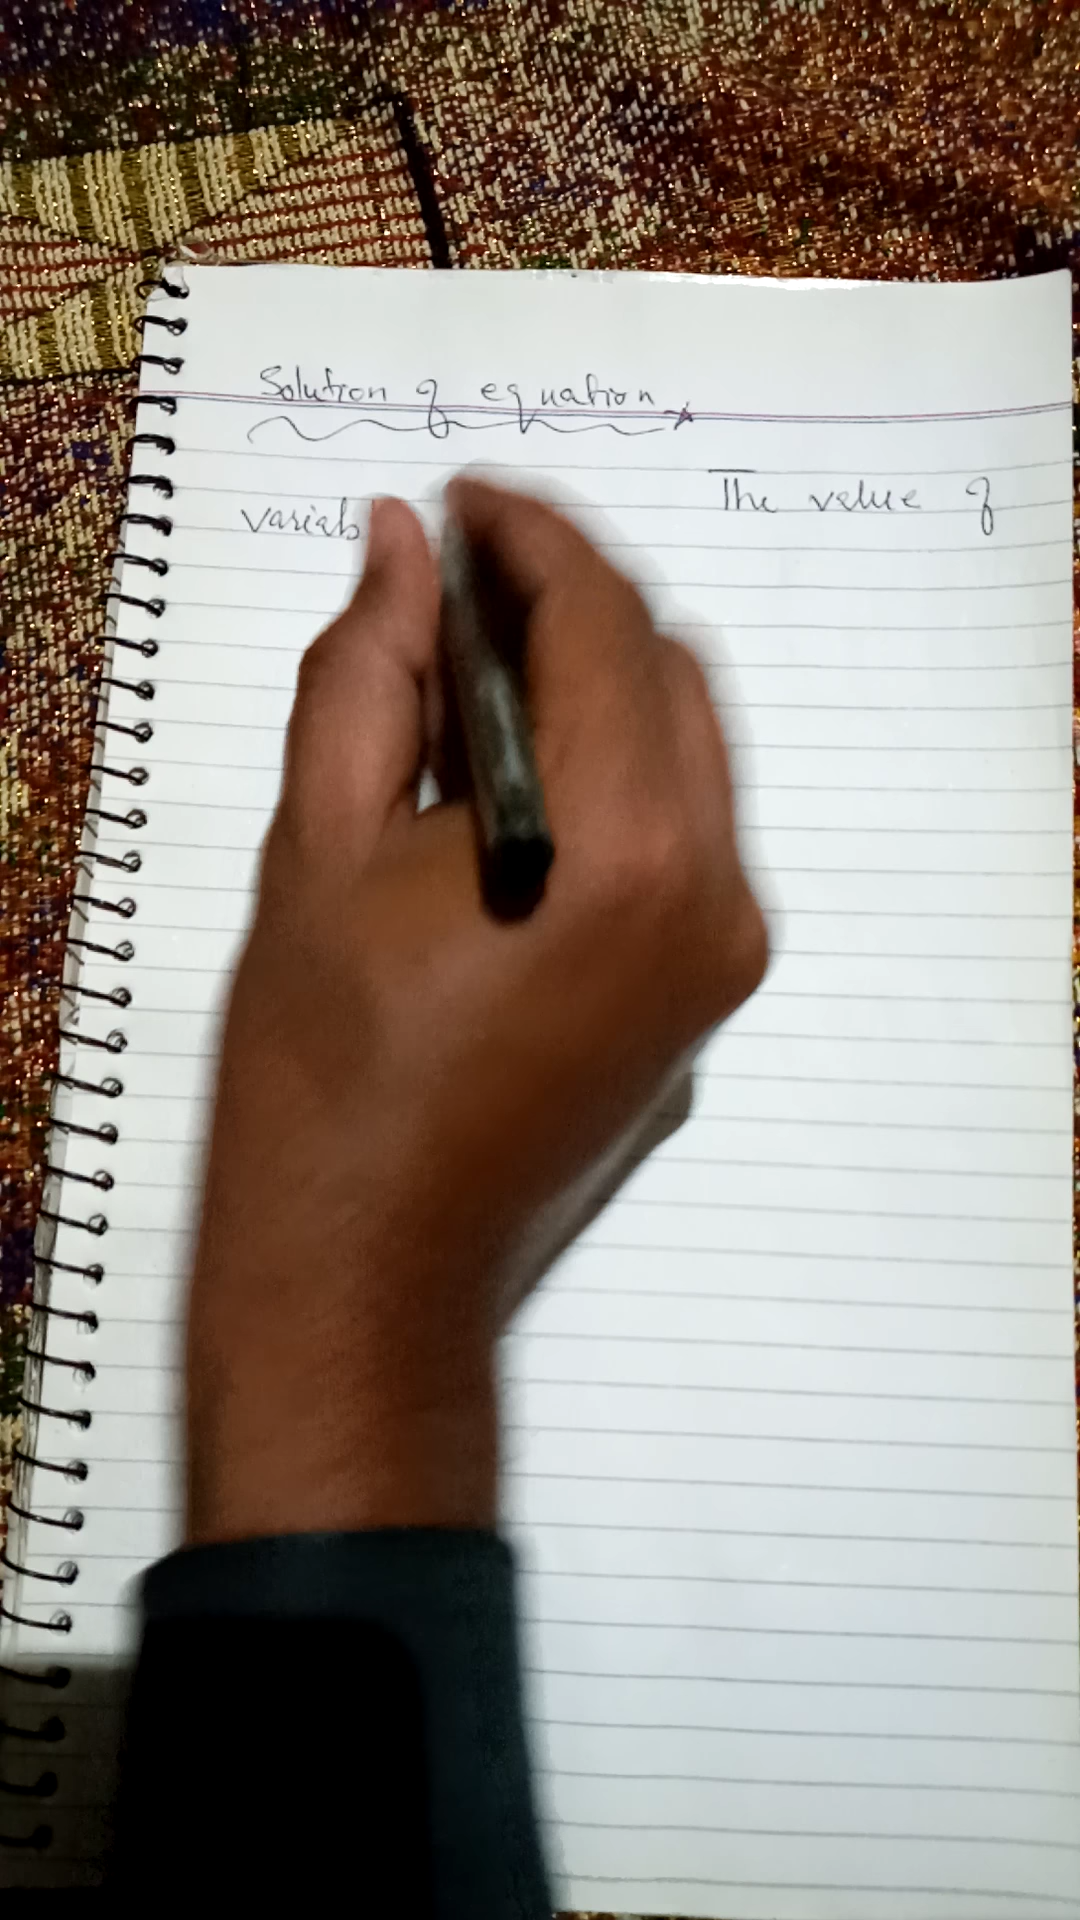 Solution of equation
The value of
variab